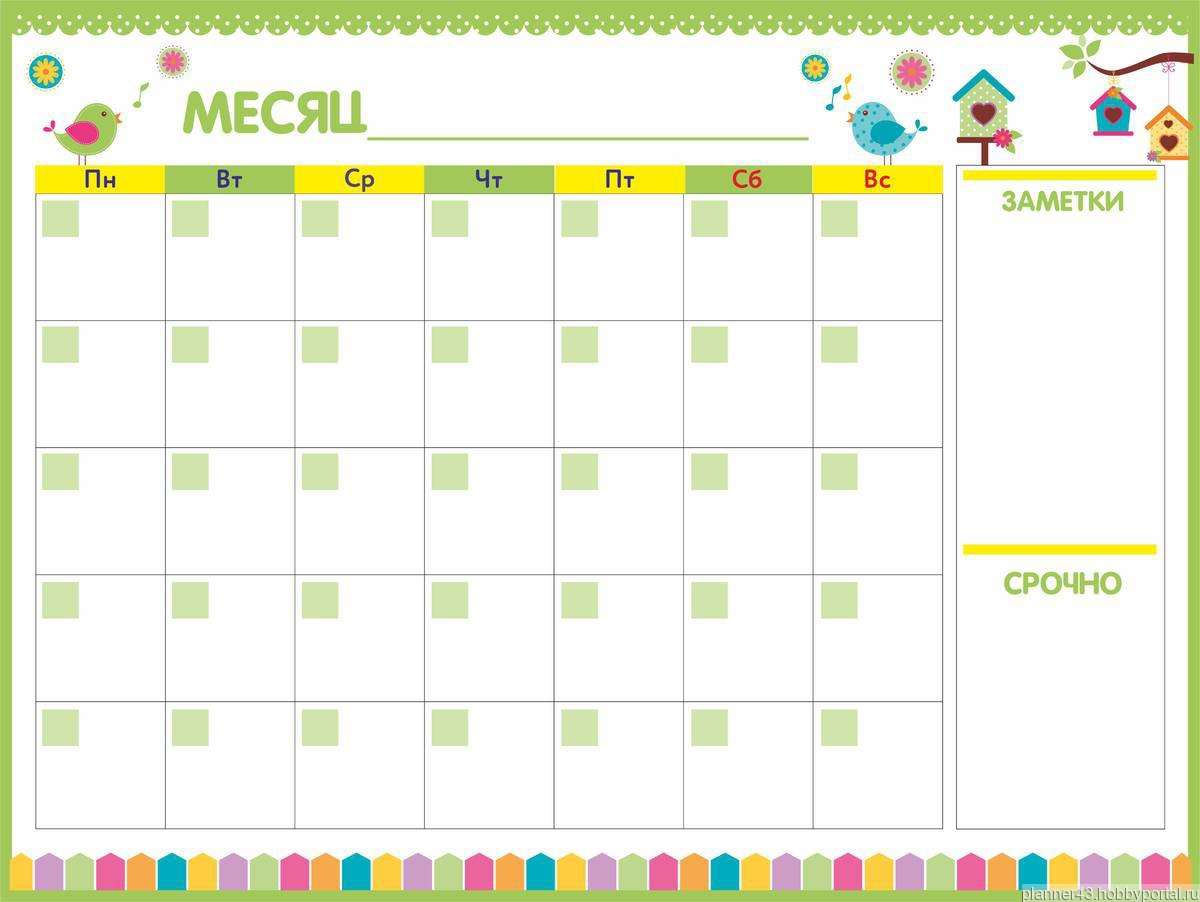 МЕСЯЦ
Пн Вт Ср Чт Пт Сб Вс
ЗАМЕТКИ
СРОЧНО
planner43.hobbyportal.ru